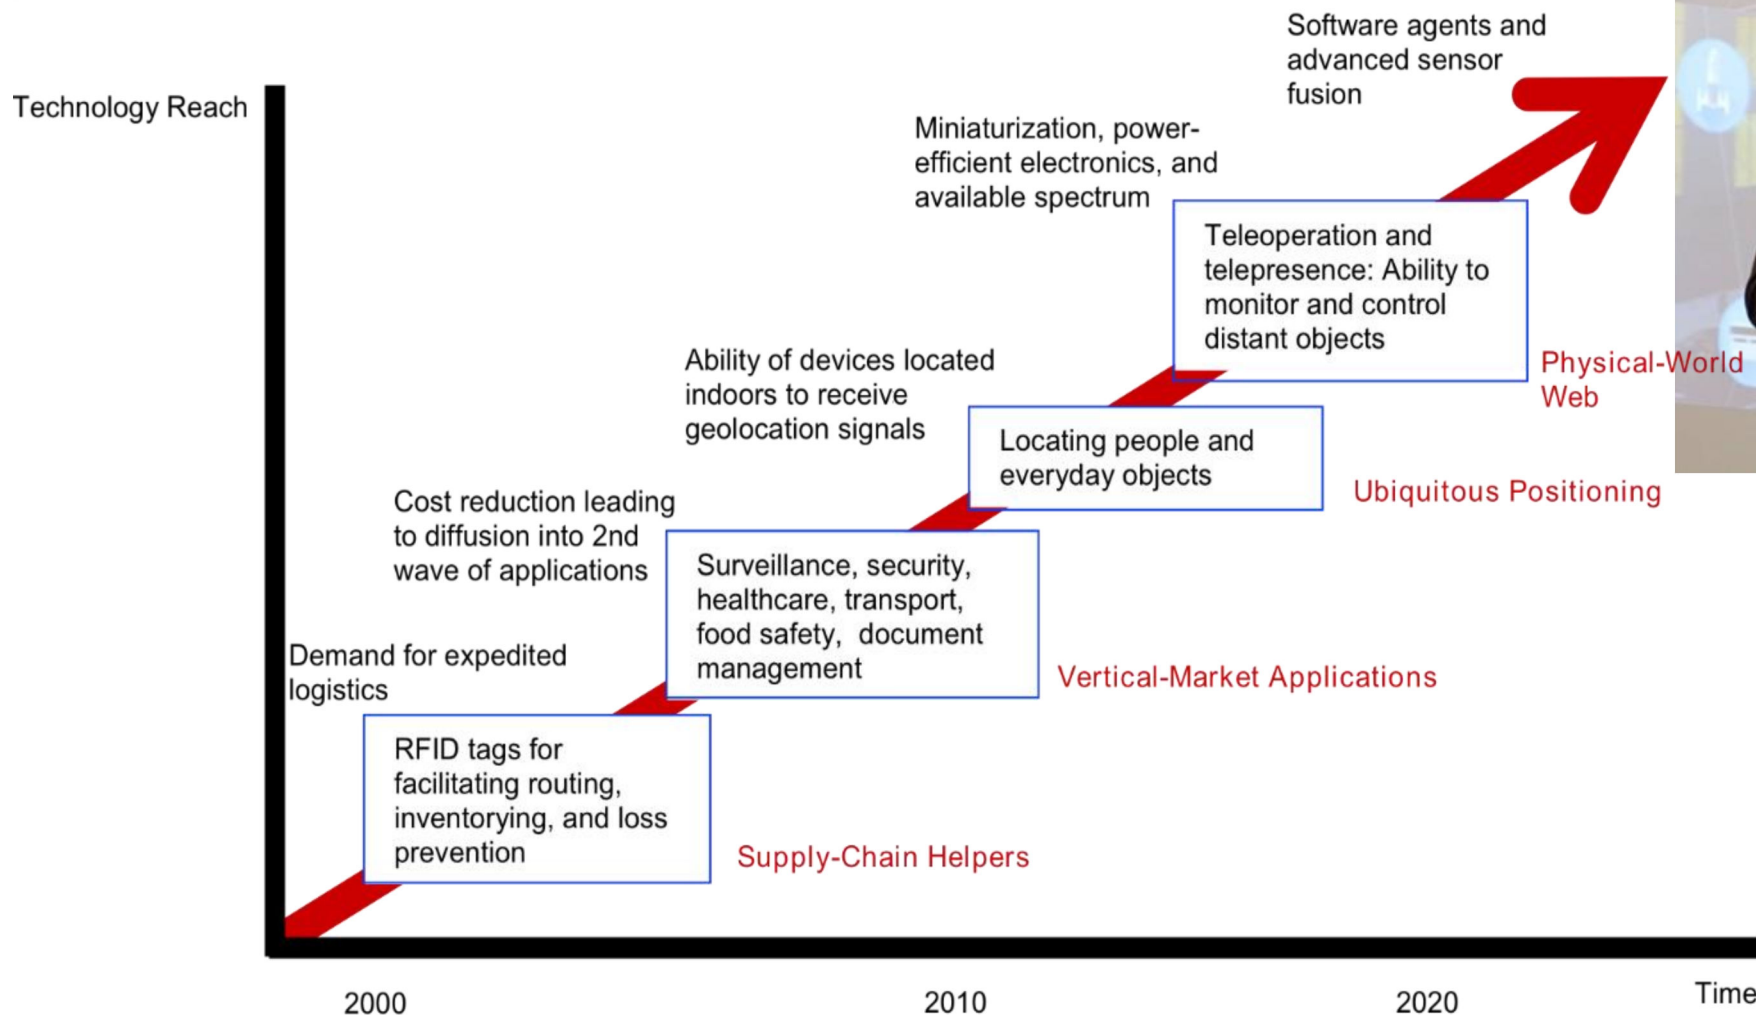 Technology Reach
Software agents and
advanced sensor
fusion
Miniaturization, power-
efficient electronics, and
available spectrum
Teleoperation and
telepresence: Ability to
monitor and control
distant objects
Physical-World
Web
Ability of devices located
indoors to receive
geolocation signals
Locating people and
everyday objects
Ubiquitous Positioning
Cost reduction leading
to diffusion into 2nd
wave of applications
Surveillance, security,
healthcare, transport,
food safety, document
management
Vertical-Market Applications
Demand for expedited
logistics
RFID tags for
facilitating routing,
inventorying, and loss
prevention
Supply-Chain Helpers
2000
2010
2020
Time